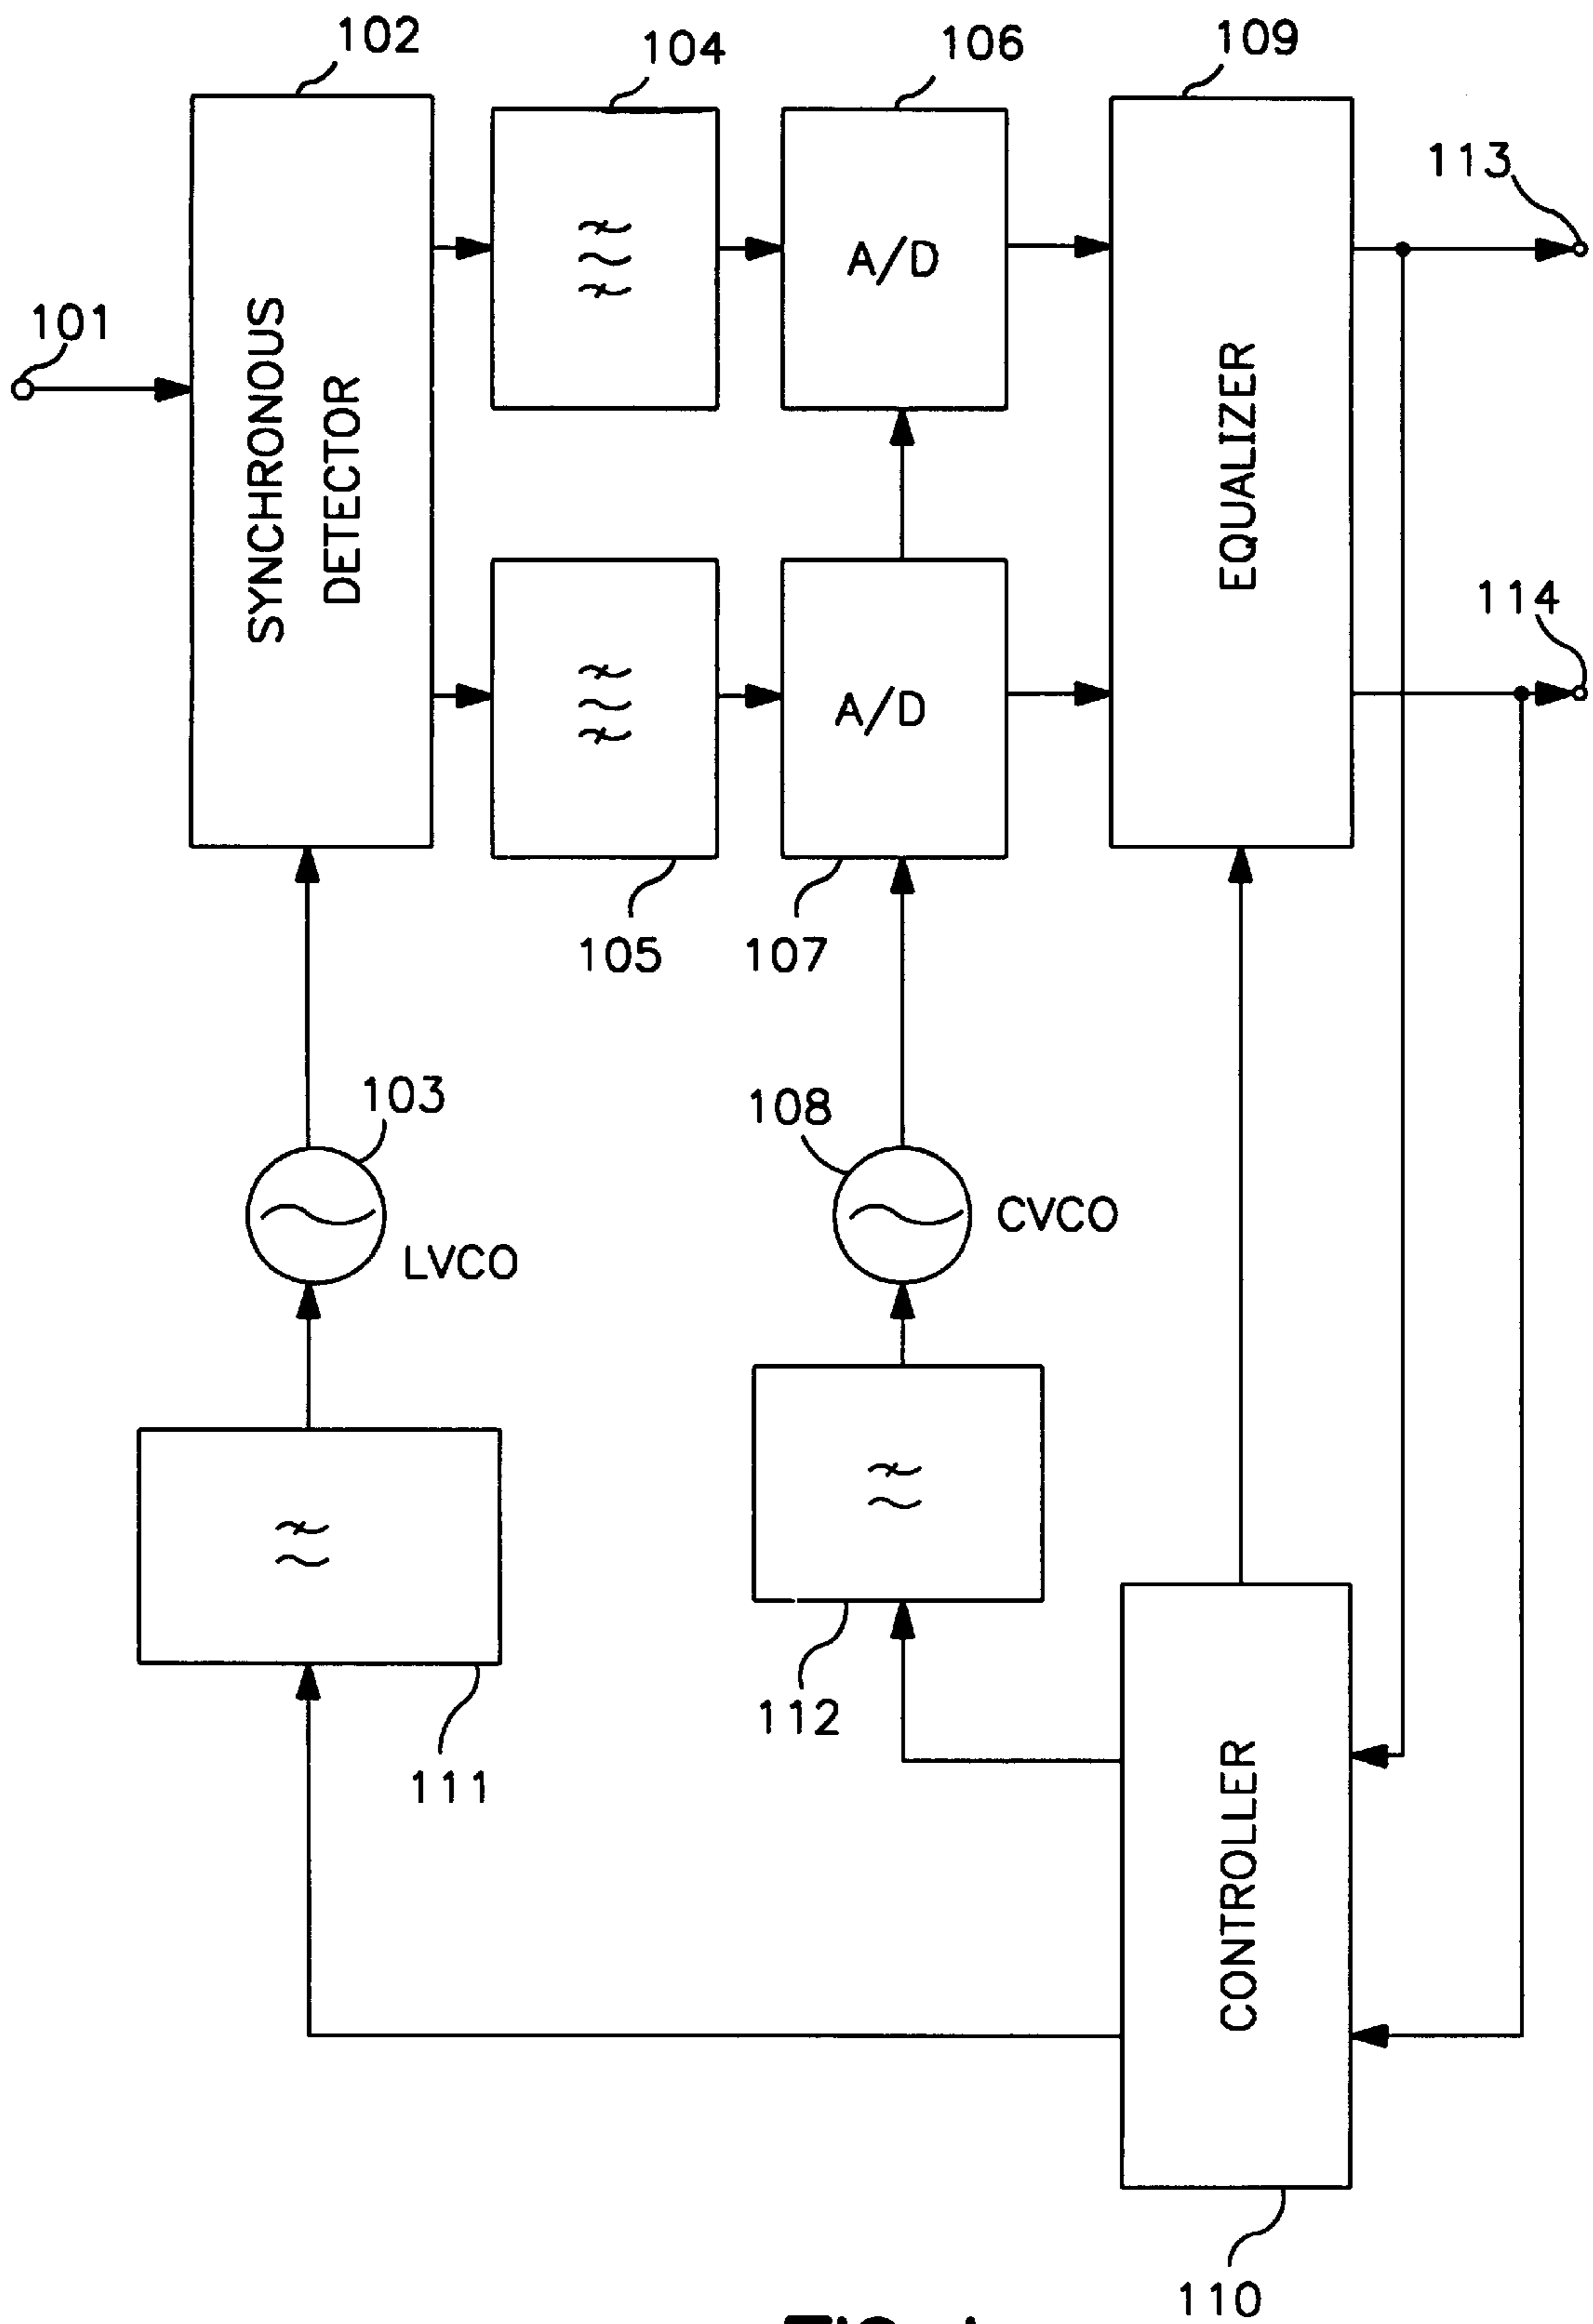 102
104
106
109
113
101
A/D
SYNCHRONOUS
DETECTOR
EQUALIZER
114
A/D
105
107
103
108
LVCO
CVCO
112
111
CONTROLLER
110